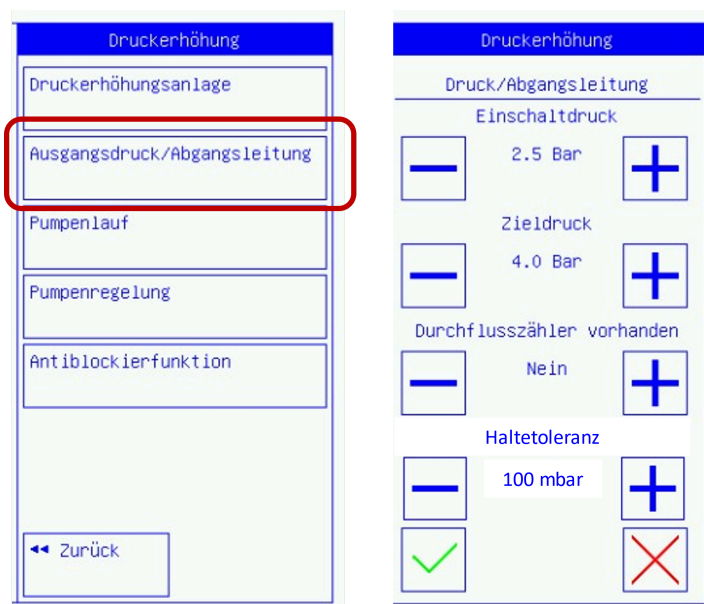 Druckerhöhung
Druckerhöhungsanlage
Ausgangsdruck/Abgangsleitung
Pumpenlauf
Pumpenregelung
Antiblockierfunktion
◄◄ Zurück
Druckerhöhung
Druck/Abgangsleitung
Einschaltdruck
2.5 Bar
Zieldruck
4.0 Bar
Durchflusszähler vorhanden
Nein
Haltetoleranz
100 mbar